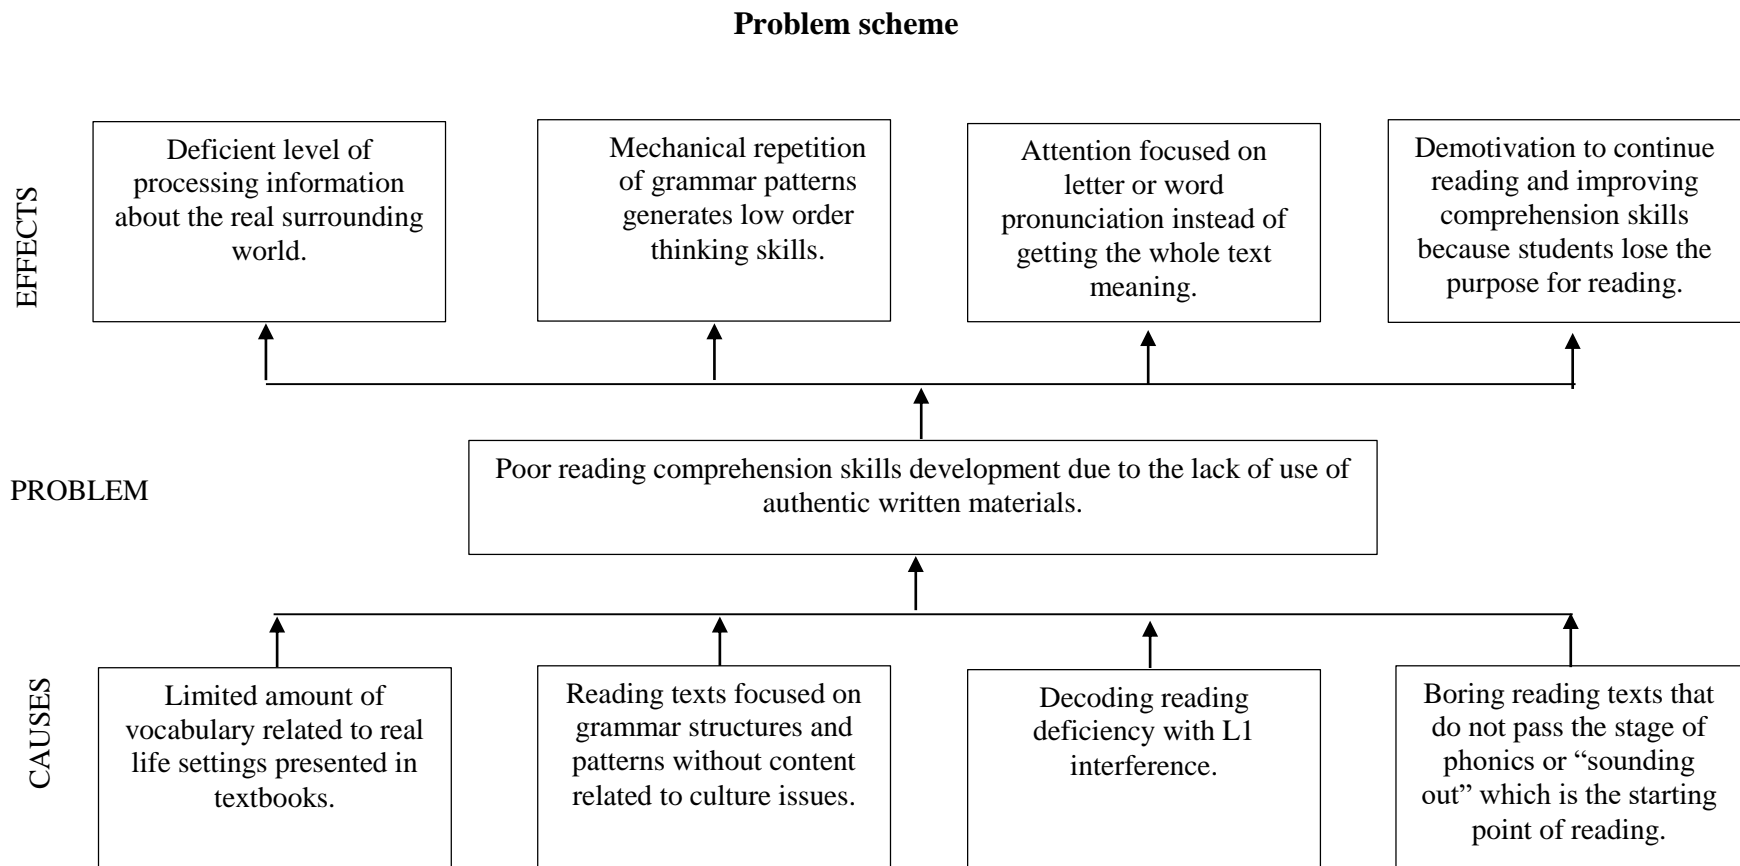 Problem scheme
EFFECTS
Deficient level of
processing information
about the real surrounding
world.
Mechanical repetition
of grammar patterns
generates low order
thinking skills.
Attention focused on
letter or word
pronunciation instead of
getting the whole text
meaning.
Demotivation to continue
reading and improving
comprehension skills
because students lose the
purpose for reading.
PROBLEM
Poor reading comprehension skills development due to the lack of use of
authentic written materials.
CAUSES
Limited amount of
vocabulary related to real
life settings presented in
textbooks.
Reading texts focused on
grammar structures and
patterns without content
related to culture issues.
Decoding reading
deficiency with L1
interference.
Boring reading texts that
do not pass the stage of
phonics or “sounding
out” which is the starting
point of reading.